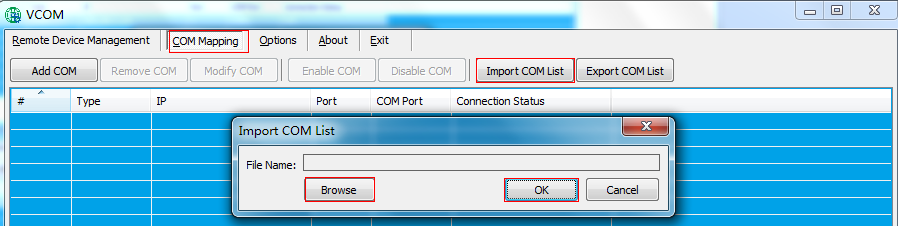 VCOM
Remote Device Management COM Mapping Options About Exit
Add COM Remove COM Modify COM Enable COM Disable COM Import COM List Export COM List
# Type IP Port COM Port Connection Status
Import COM List
File Name:
Browse OK Cancel